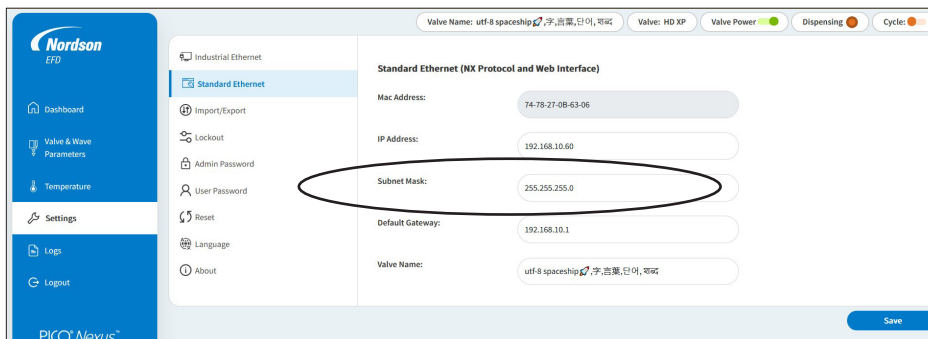 Valve Name: utf-8 spaceship🚀,字,言葉,단어, शब्द Valve: HD XP Valve Power Dispensing Cycle:
Nordson
EFD
Dashboard
Valve & Wave
Parameters
Temperature
Settings
Logs
Logout
PICO® Nexus™
Industrial Ethernet
Standard Ethernet
Import/Export
Lockout
Admin Password
User Password
Reset
Language
About
Standard Ethernet (NX Protocol and Web Interface)
Mac Address: 74-78-27-0B-63-06
IP Address: 192.168.10.60
Subnet Mask: 255.255.255.0
Default Gateway: 192.168.10.1
Valve Name: utf-8 spaceship🚀,字,言葉,단어, शब्द
Save